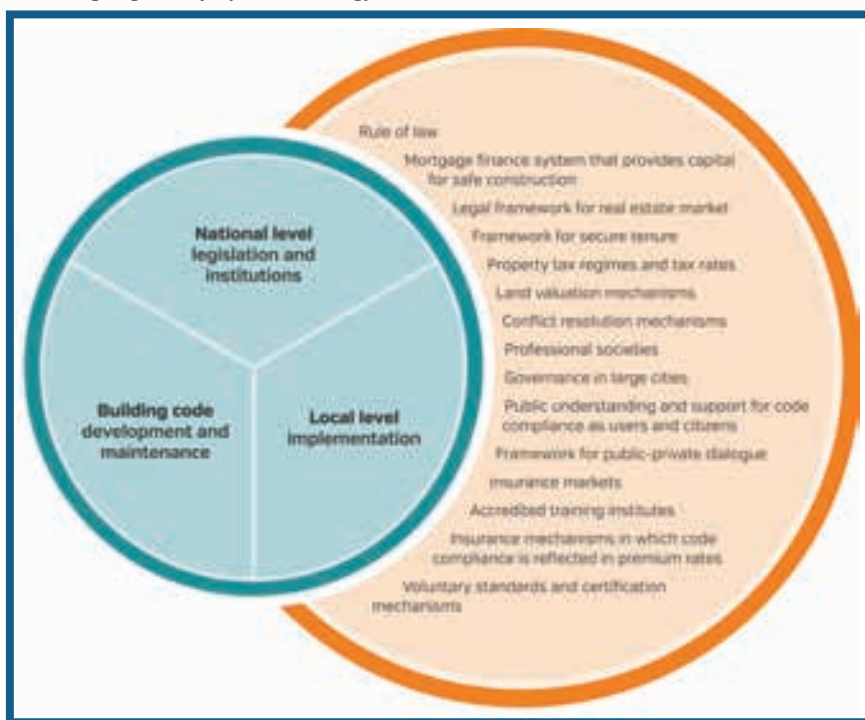 National level
legislation and
institutions
Building code
development and
maintenance
Local level
implementation
Rule of law
Mortgage finance system that provides capital
for safe construction
Legal framework for real estate market
Framework for secure tenure
Property tax regimes and tax rates
Land valuation mechanisms
Conflict resolution mechanisms
Professional societies
Governance in large cities
Public understanding and support for code
compliance as users and citizens
Framework for public-private dialogue
Insurance markets
Accredited training institutes
Insurance mechanisms in which code
compliance is reflected in premium rates
Voluntary standards and certification
mechanisms